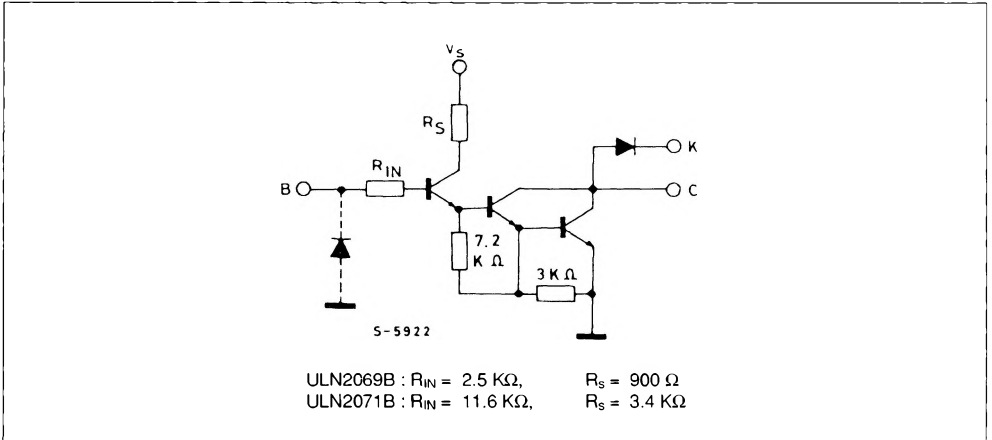 VS
RS
RIN
B
K
C
7.2
K Ω
3K Ω
S-5922
ULN2069B : RIN = 2.5 KΩ, Rs = 900 Ω
ULN2071B : RIN = 11.6 KΩ, Rs = 3.4 KΩ